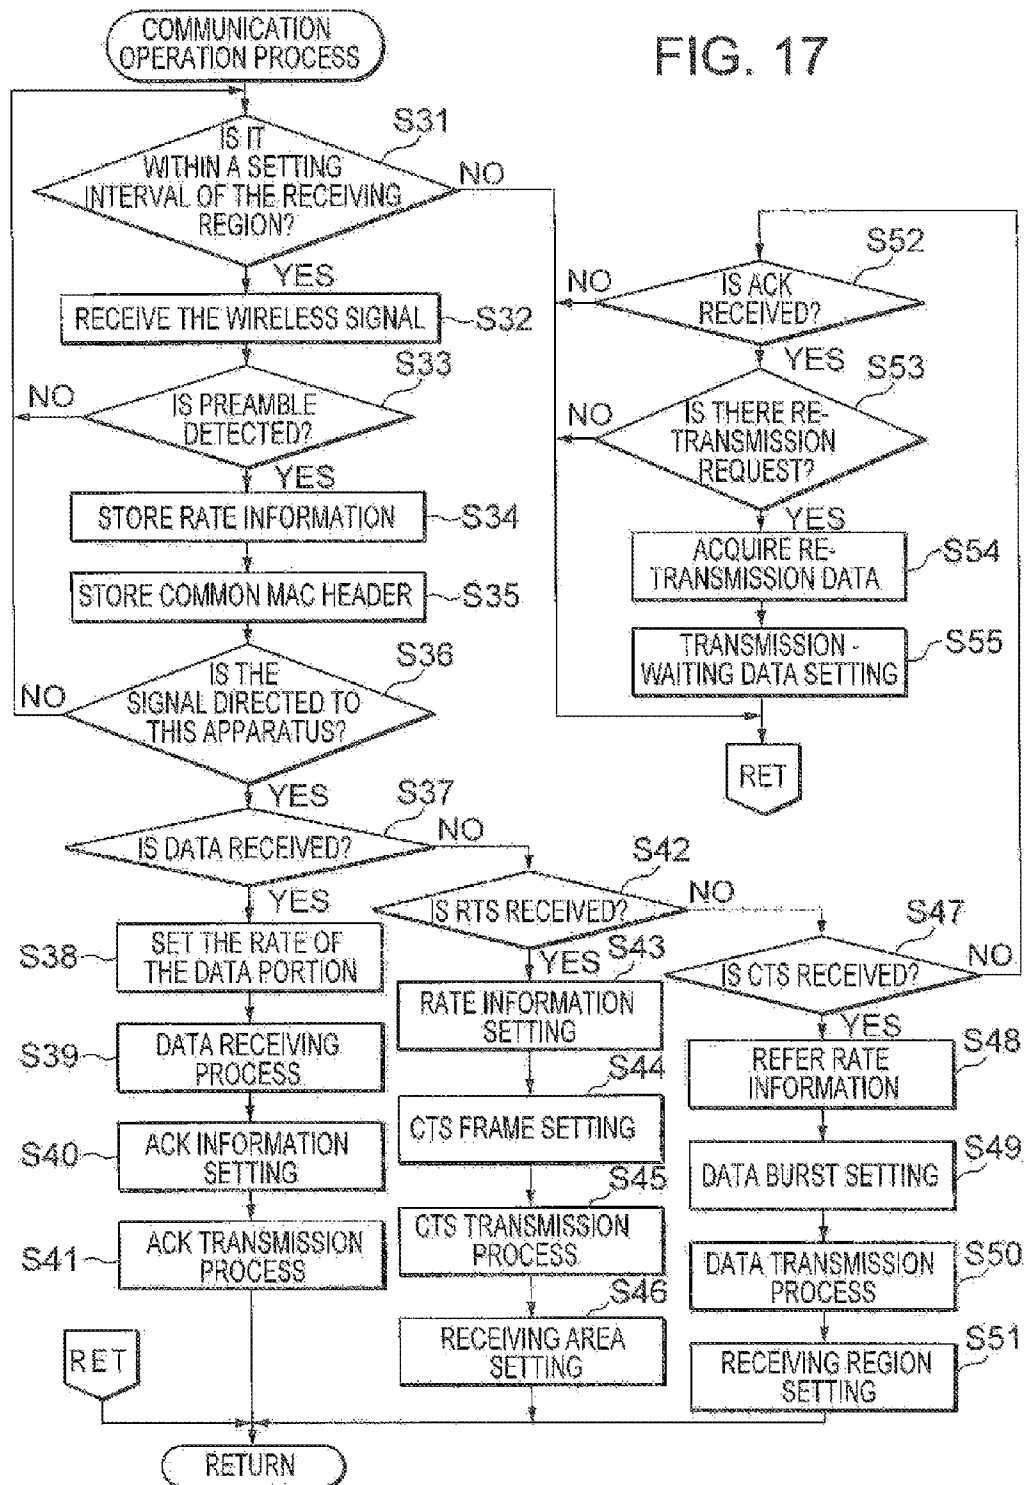 COMMUNICATION
OPERATION PROCESS
FIG. 17
S31
IS IT
WITHIN A SETTING
INTERVAL OF THE RECEIVING
REGION?
NO
YES
RECEIVE THE WIRELESS SIGNAL
S32
S33
NO
IS PREAMBLE
DETECTED?
YES
STORE RATE INFORMATION
S34
STORE COMMON MAC HEADER
S35
S36
NO
IS THE
SIGNAL DIRECTED TO
THIS APPARATUS?
YES
S37
IS DATA RECEIVED?
NO
YES
S38
SET THE RATE OF
THE DATA PORTION
S39
DATA RECEIVING
PROCESS
S40
ACK INFORMATION
SETTING
S41
ACK TRANSMISSION
PROCESS
S42
IS RTS RECEIVED?
NO
YES
S43
RATE INFORMATION
SETTING
S44
CTS FRAME SETTING
S45
CTS TRANSMISSION
PROCESS
S46
RECEIVING AREA
SETTING
S47
IS CTS RECEIVED?
NO
YES
S48
REFER RATE
INFORMATION
S49
DATA BURST SETTING
S50
DATA TRANSMISSION
PROCESS
S51
RECEIVING REGION
SETTING
S52
NO
IS ACK
RECEIVED?
YES
S53
NO
IS THERE RE-
TRANSMISSION
REQUEST?
YES
S54
ACQUIRE RE-
TRANSMISSION DATA
S55
TRANSMISSION -
WAITING DATA SETTING
RET
RET
RETURN